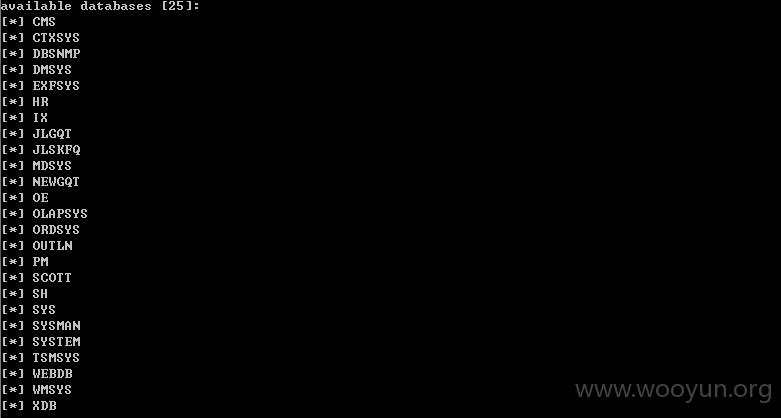 available databases [25]:
[*] CMS
[*] CTXSYS
[*] DBSNMP
[*] DMSYS
[*] EXFSYS
[*] HR
[*] IX
[*] JLGQT
[*] JLSKFQ
[*] MDSYS
[*] NEWGQT
[*] OE
[*] OLAPSYS
[*] ORDSYS
[*] OUTLN
[*] PM
[*] SCOTT
[*] SH
[*] SYS
[*] SYSMAN
[*] SYSTEM
[*] TSMSYS
[*] WEBDB
[*] WMSYS
[*] XDB
www.wooyun.org